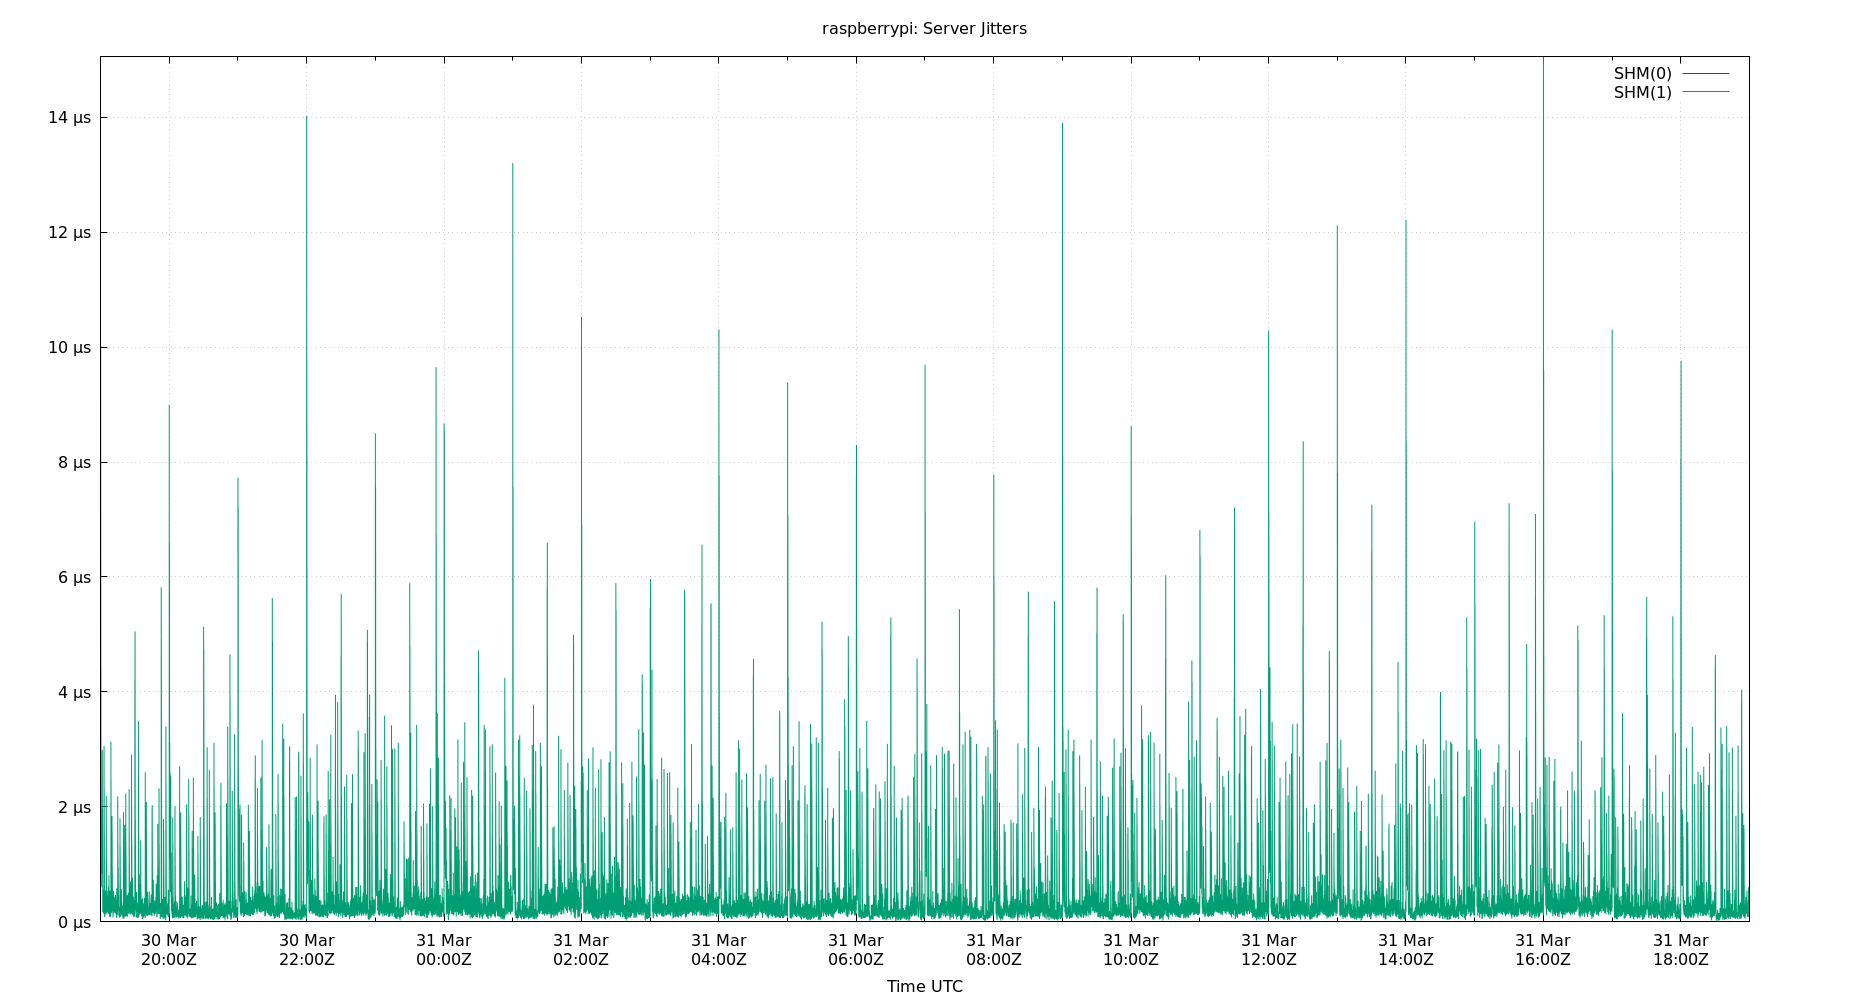 raspberrypi: Server Jitters
SHM(0)
SHM(1)
14 µs
12 µs
10 µs
8 µs
6 µs
4 µs
2 µs
0 µs
30 Mar 30 Mar 31 Mar 31 Mar 31 Mar 31 Mar 31 Mar 31 Mar 31 Mar 31 Mar 31 Mar 31 Mar
20:00Z 22:00Z 00:00Z 02:00Z 04:00Z 06:00Z 08:00Z 10:00Z 12:00Z 14:00Z 16:00Z 18:00Z
Time UTC